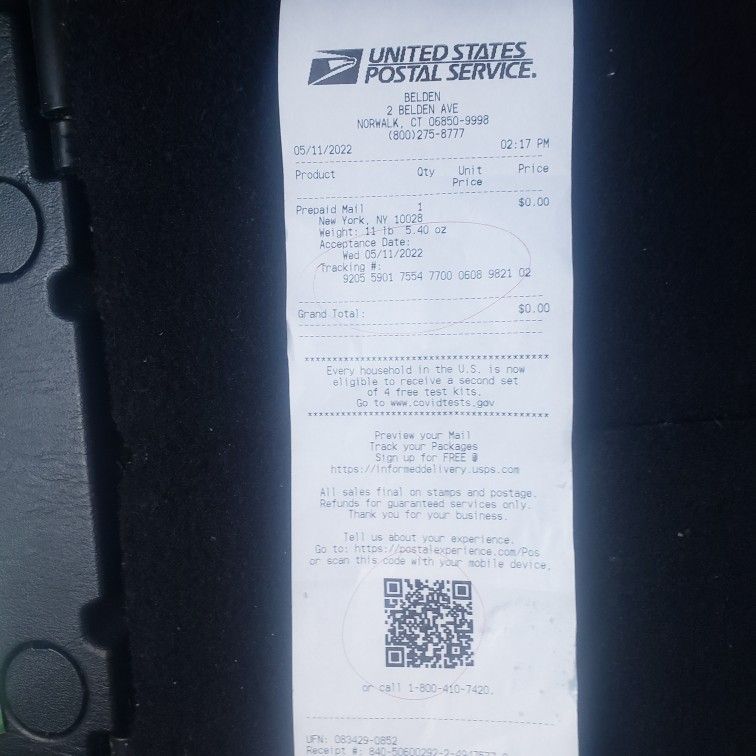 UNITED STATES
POSTAL SERVICE.
BELDEN
2 BELDEN AVE
NORWALK, CT 06850-9998
(800)275-8777
05/11/2022 02:17 PM
Product Qty Unit Price
Price
Prepaid Mail 1 $0.00
New York, NY 10028
Weight: 11 lb 5.40 oz
Acceptance Date:
Wed 05/11/2022
Tracking #:
9205 5901 7554 7700 0608 9821 02
Grand Total: $0.00
Every household in the U.S. is now
eligible to receive a second set
of 4 free test kits.
Go to www.covidtests.gov
Preview your Mail
Track your Packages
Sign up for FREE @
https://informeddelivery.usps.com
All sales final on stamps and postage.
Refunds for guaranteed services only.
Thank you for your business.
Tell us about your experience.
Go to: https://postalexperience.com/Pos
or scan this code with your mobile device,
or call 1-800-410-7420.
UFN: 083429-0852
Receipt #: